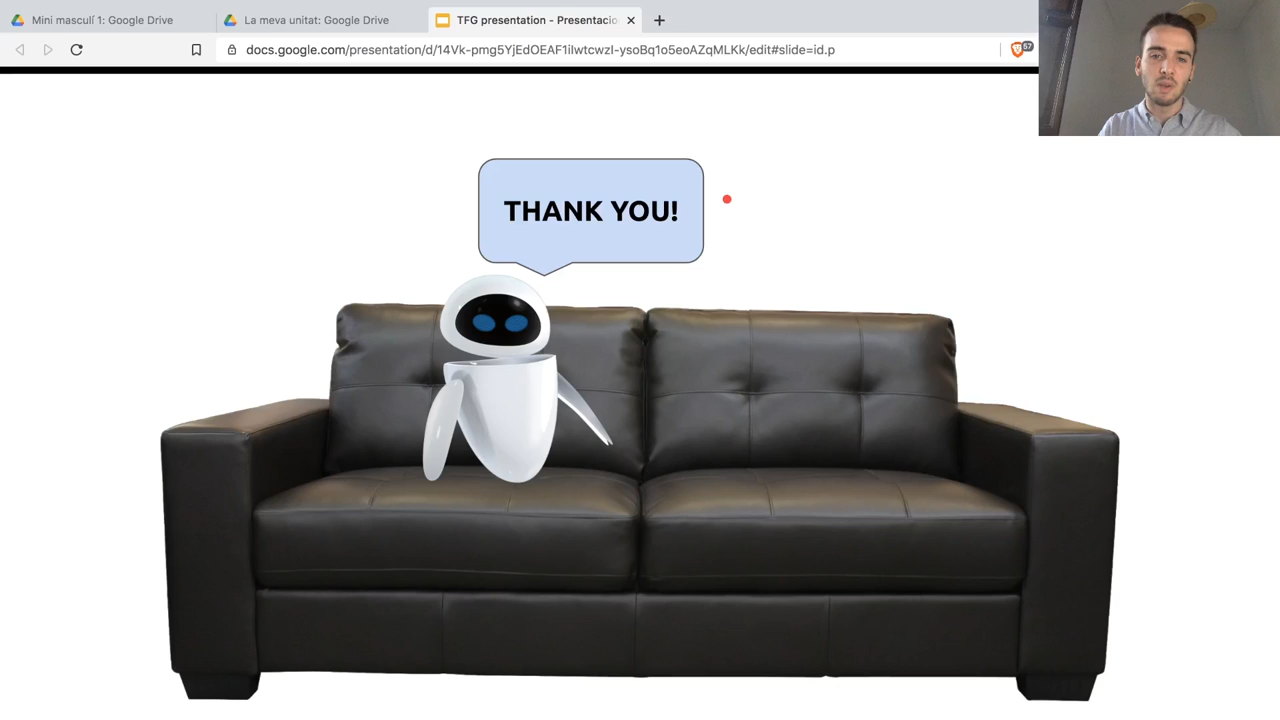 Mini masculí 1: Google Drive
La meva unitat: Google Drive
TFG presentation - Presentacio
docs.google.com/presentation/d/14Vk-pmg5YjEdOEAF1iIwtcwzI-ysoBq1o5eoAZqMLKk/edit#slide=id.p
57
THANK YOU!